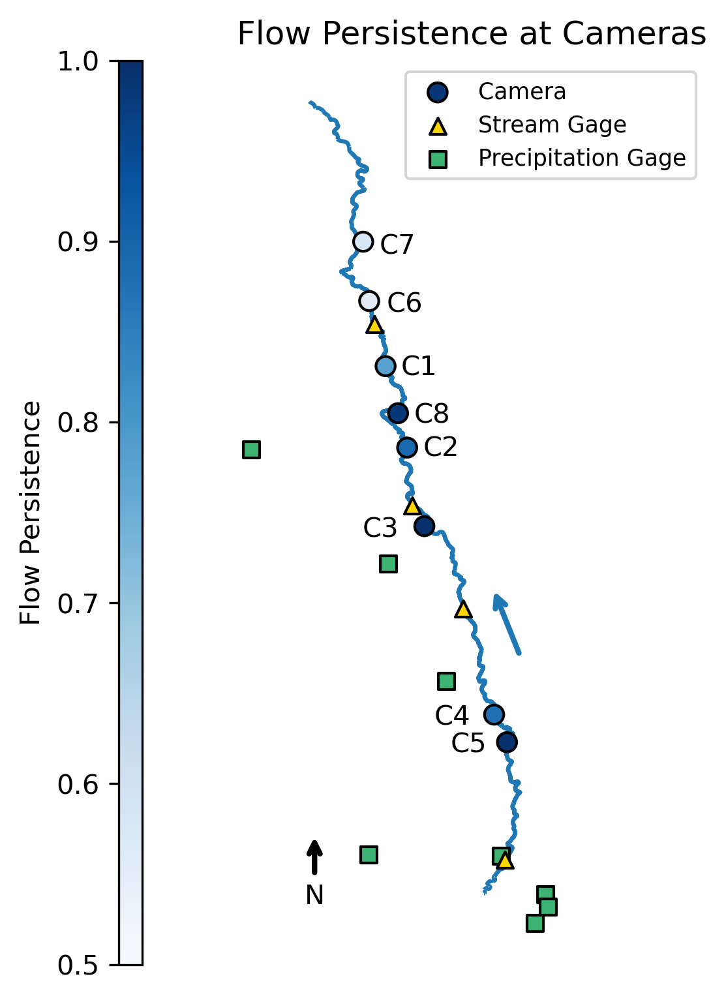 Flow Persistence at Cameras
1.0
0.9
0.8
0.7
0.6
0.5
Flow Persistence
Camera
Stream Gage
Precipitation Gage
C7
C6
C1
C8
C2
C3
C4
C5
N